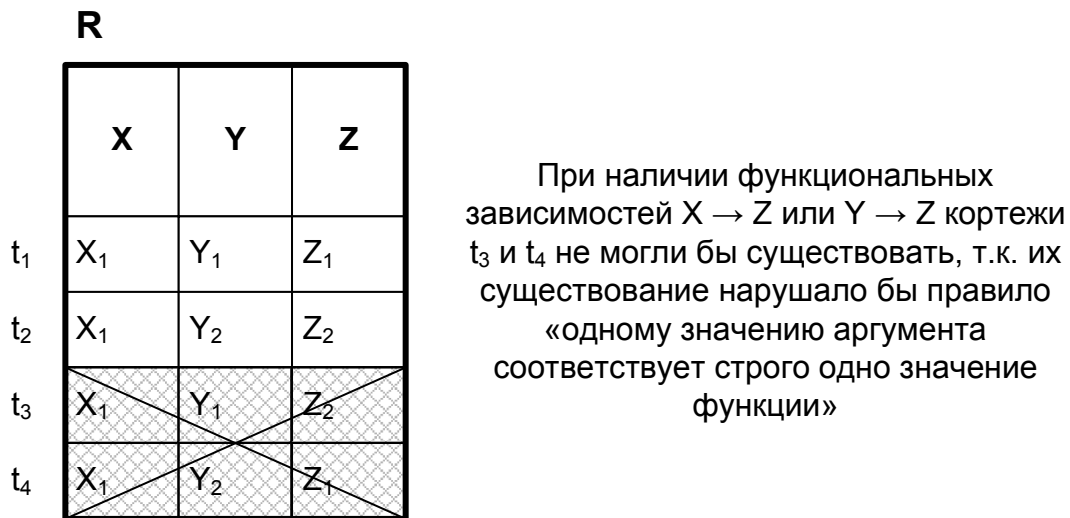 R
X Y Z
t₁ X₁ Y₁ Z₁
t₂ X₁ Y₂ Z₂
t₃ X₁ Y₁ Z₂
t₄ X₁ Y₂ Z₁
При наличии функциональных
зависимостей X → Z или Y → Z кортежи
t₃ и t₄ не могли бы существовать, т.к. их
существование нарушало бы правило
«одному значению аргумента
соответствует строго одно значение
функции»